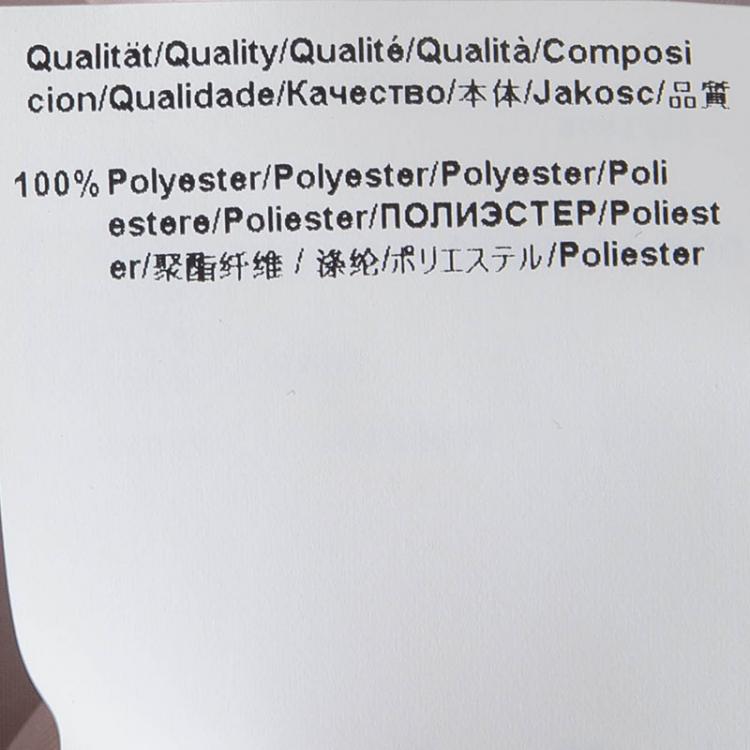 Qualität/Quality/Qualité/Qualità/Composi
cion/Qualidade/Качество/本体/Jakosc/品質
100% Polyester/Polyester/Polyester/Poli
estere/Poliester/ПОЛИЭСТЕР/Poliest
er/聚酯纤维 / 涤纶/ポリエステル/Poliester